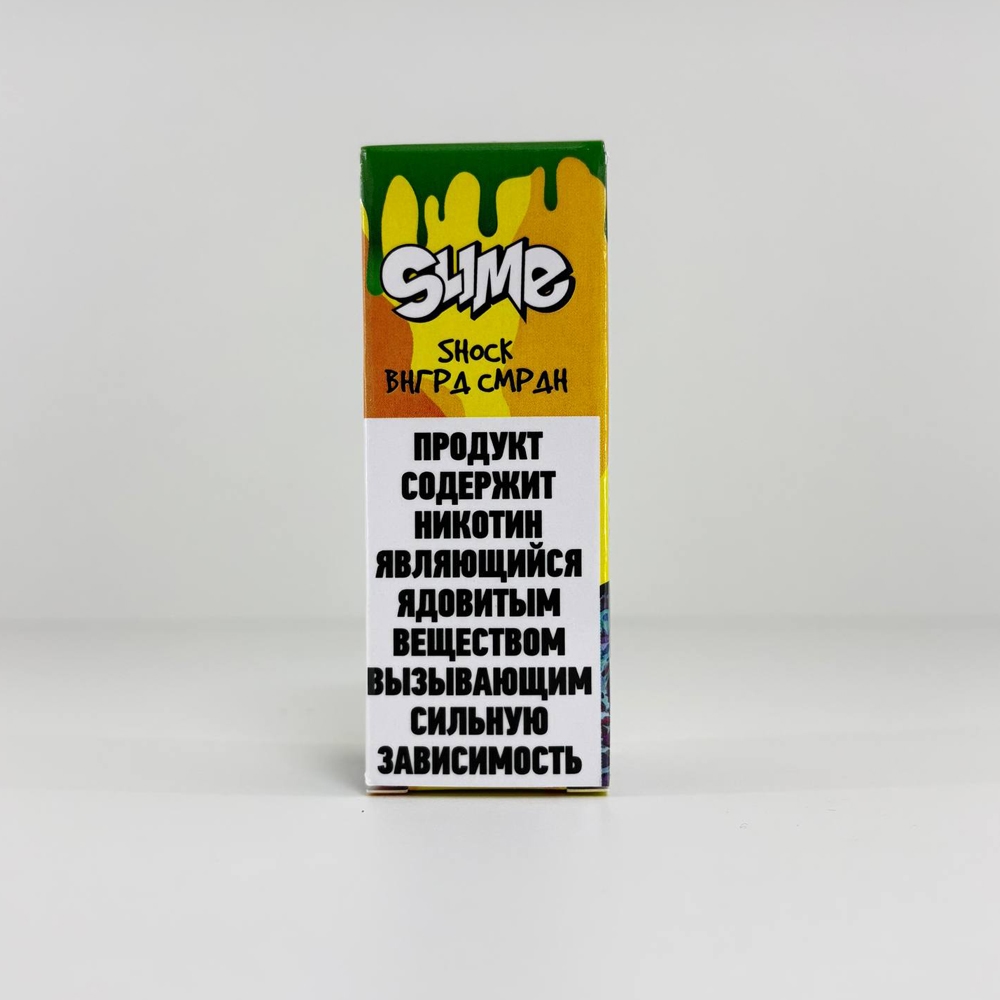 SLIME
SHOCK
ВНГРД СМРДН
ПРОДУКТ
СОДЕРЖИТ
НИКОТИН
ЯВЛЯЮЩИЙСЯ
ЯДОВИТЫМ
ВЕЩЕСТВОМ
ВЫЗЫВАЮЩИМ
СИЛЬНУЮ
ЗАВИСИМОСТЬ